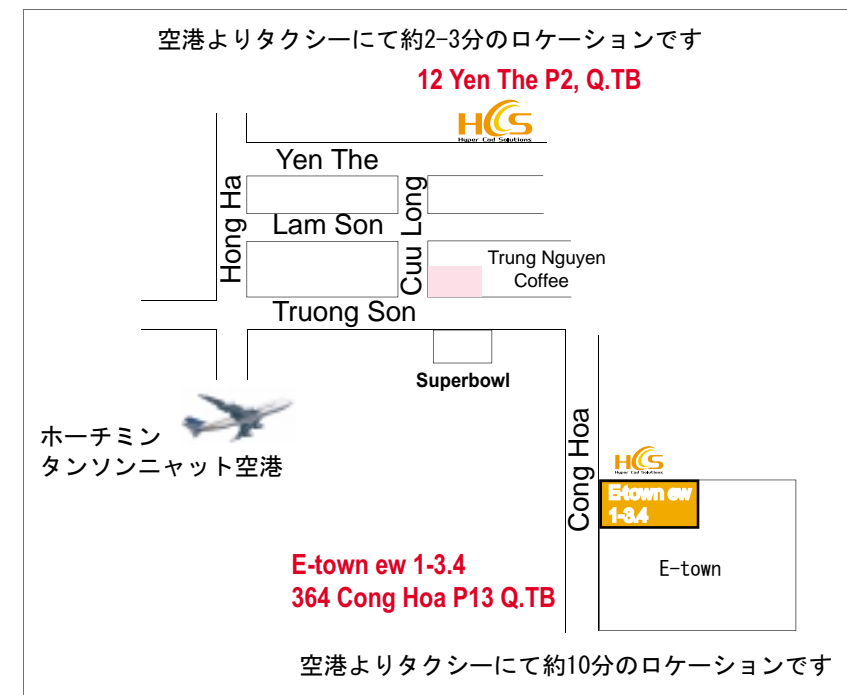 空港よりタクシーにて約2-3分のロケーションです
12 Yen The P2, Q.TB
HCS
Hyper Cad Solutions
Yen The
Hong Ha
Lam Son
Cuu Long
Trung Nguyen
Coffee
Truong Son
Superbowl
ホーチミン
タンソンニャット空港
Cong Hoa
HCS
Hyper Cad Solutions
E-town ew
1-3.4
E-town
E-town ew 1-3.4
364 Cong Hoa P13 Q.TB
空港よりタクシーにて約10分のロケーションです